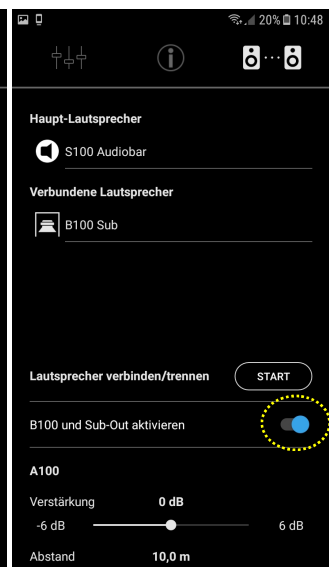 20% 10:48
Haupt-Lautsprecher
S100 Audiobar
Verbundene Lautsprecher
B100 Sub
Lautsprecher verbinden/trennen START
B100 und Sub-Out aktivieren
A100
Verstärkung 0 dB
-6 dB 6 dB
Abstand 10,0 m